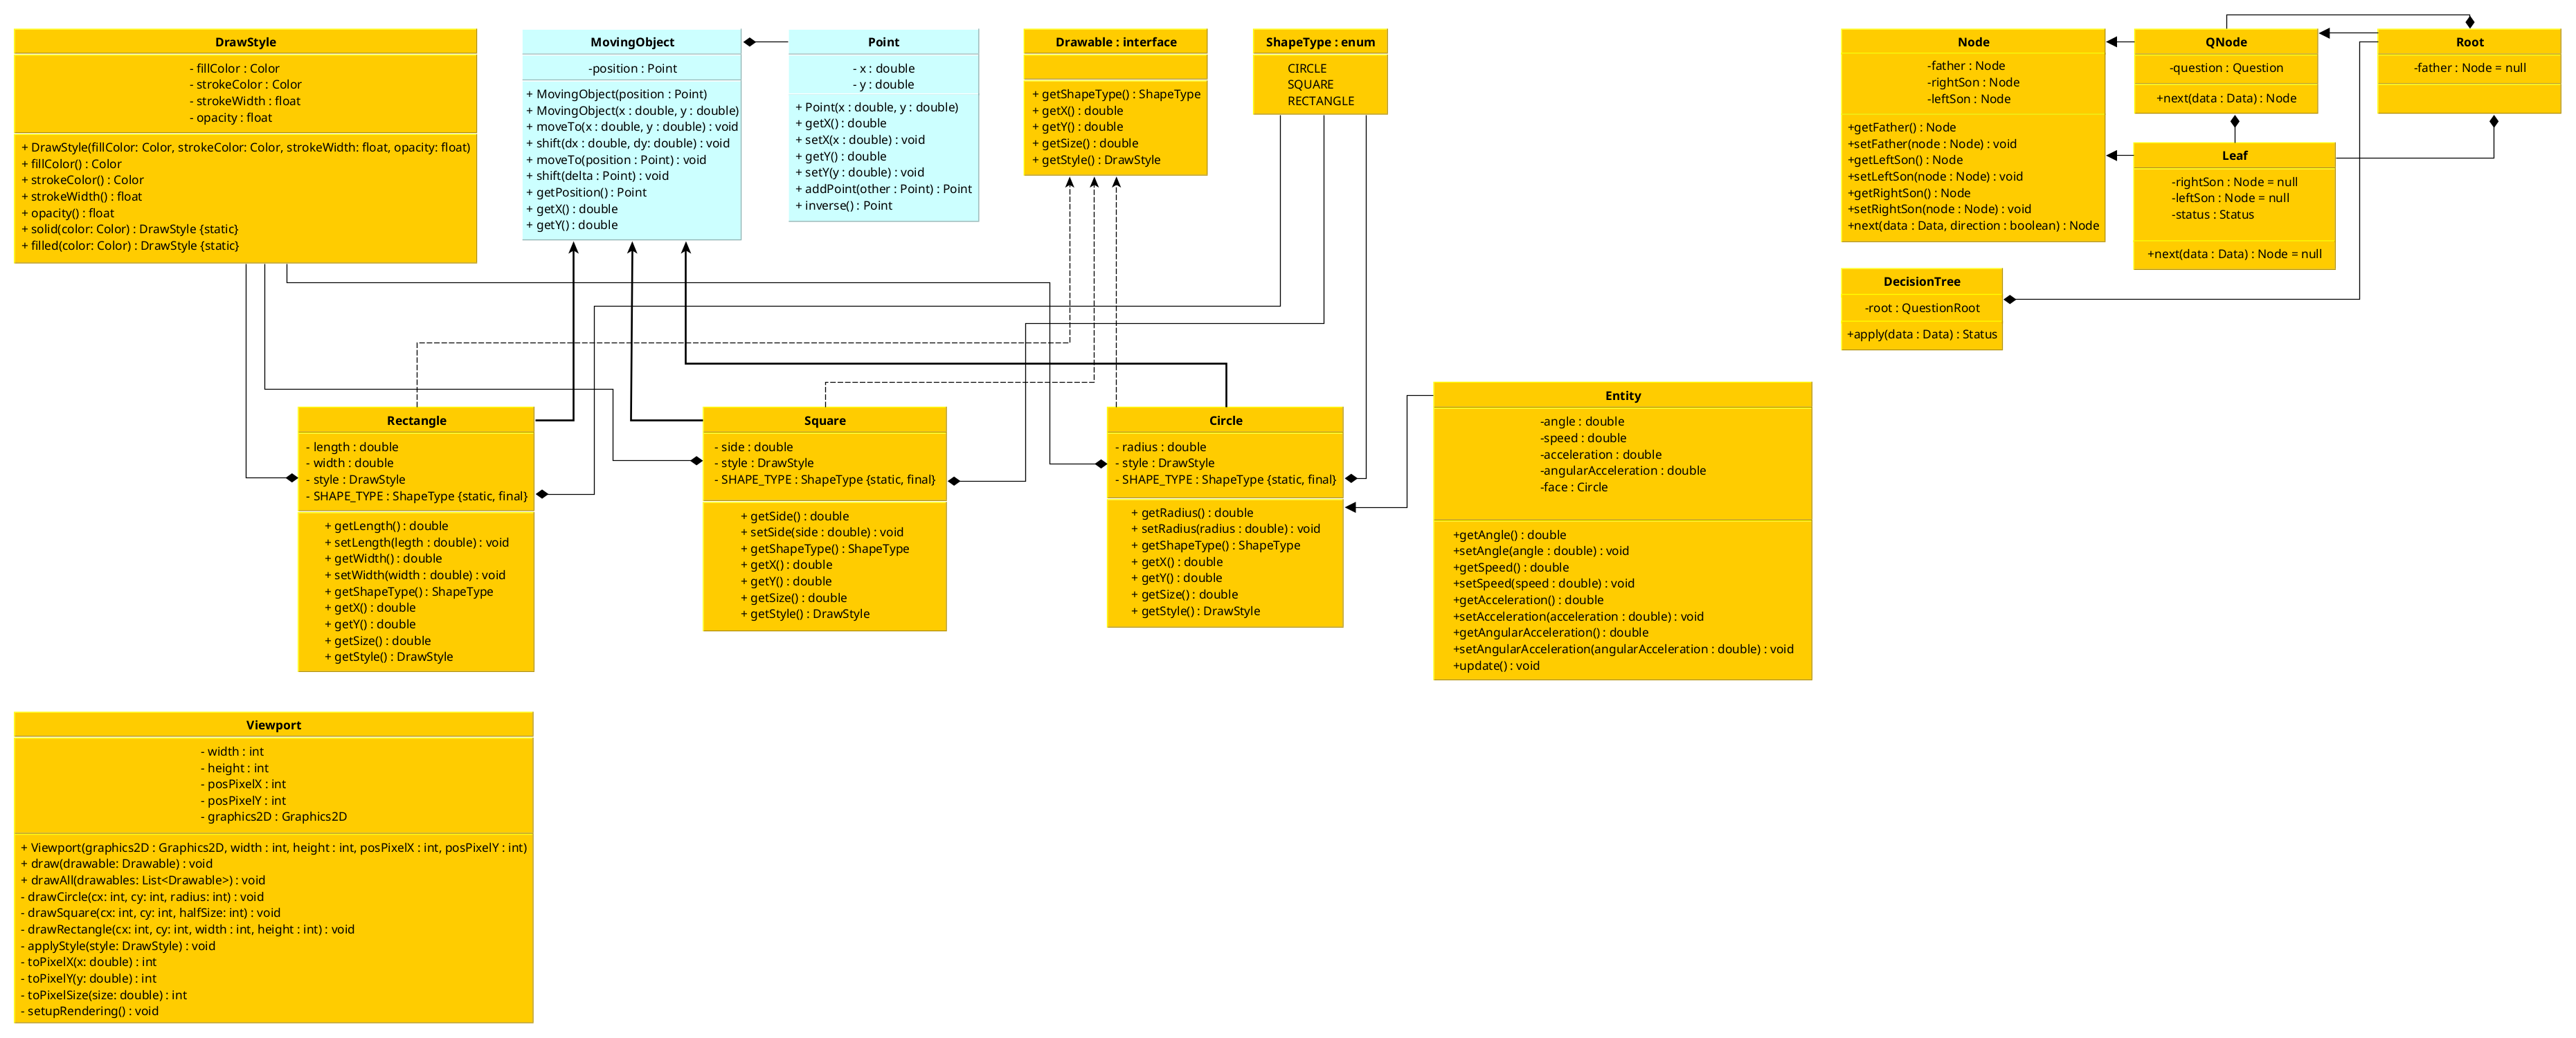 DrawStyle
- fillColor : Color
- strokeColor : Color
- strokeWidth : float
- opacity : float
+ DrawStyle(fillColor: Color, strokeColor: Color, strokeWidth: float, opacity: float)
+ fillColor() : Color
+ strokeColor() : Color
+ strokeWidth() : float
+ opacity() : float
+ solid(color: Color) : DrawStyle {static}
+ filled(color: Color) : DrawStyle {static}
MovingObject
-position : Point
+ MovingObject(position : Point)
+ MovingObject(x : double, y : double)
+ moveTo(x : double, y : double) : void
+ shift(dx : double, dy: double) : void
+ moveTo(position : Point) : void
+ shift(delta : Point) : void
+ getPosition() : Point
+ getX() : double
+ getY() : double
Point
- x : double
- y : double
+ Point(x : double, y : double)
+ getX() : double
+ setX(x : double) : void
+ getY() : double
+ setY(y : double) : void
+ addPoint(other : Point) : Point
+ inverse() : Point
Drawable : interface
+ getShapeType() : ShapeType
+ getX() : double
+ getY() : double
+ getSize() : double
+ getStyle() : DrawStyle
ShapeType : enum
CIRCLE
SQUARE
RECTANGLE
Node
-father : Node
-rightSon : Node
-leftSon : Node
+getFather() : Node
+setFather(node : Node) : void
+getLeftSon() : Node
+setLeftSon(node : Node) : void
+getRightSon() : Node
+setRightSon(node : Node) : void
+next(data : Data, direction : boolean) : Node
QNode
-question : Question
+next(data : Data) : Node
Root
-father : Node = null
Leaf
-rightSon : Node = null
-leftSon : Node = null
-status : Status
+next(data : Data) : Node = null
DecisionTree
-root : QuestionRoot
+apply(data : Data) : Status
Rectangle
- length : double
- width : double
- style : DrawStyle
- SHAPE_TYPE : ShapeType {static, final}
+ getLength() : double
+ setLength(legth : double) : void
+ getWidth() : double
+ setWidth(width : double) : void
+ getShapeType() : ShapeType
+ getX() : double
+ getY() : double
+ getSize() : double
+ getStyle() : DrawStyle
Square
- side : double
- style : DrawStyle
- SHAPE_TYPE : ShapeType {static, final}
+ getSide() : double
+ setSide(side : double) : void
+ getShapeType() : ShapeType
+ getX() : double
+ getY() : double
+ getSize() : double
+ getStyle() : DrawStyle
Circle
- radius : double
- style : DrawStyle
- SHAPE_TYPE : ShapeType {static, final}
+ getRadius() : double
+ setRadius(radius : double) : void
+ getShapeType() : ShapeType
+ getX() : double
+ getY() : double
+ getSize() : double
+ getStyle() : DrawStyle
Entity
-angle : double
-speed : double
-acceleration : double
-angularAcceleration : double
-face : Circle
+getAngle() : double
+setAngle(angle : double) : void
+getSpeed() : double
+setSpeed(speed : double) : void
+getAcceleration() : double
+setAcceleration(acceleration : double) : void
+getAngularAcceleration() : double
+setAngularAcceleration(angularAcceleration : double) : void
+update() : void
Viewport
- width : int
- height : int
- posPixelX : int
- posPixelY : int
- graphics2D : Graphics2D
+ Viewport(graphics2D : Graphics2D, width : int, height : int, posPixelX : int, posPixelY : int)
+ draw(drawable: Drawable) : void
+ drawAll(drawables: List<Drawable>) : void
- drawCircle(cx: int, cy: int, radius: int) : void
- drawSquare(cx: int, cy: int, halfSize: int) : void
- drawRectangle(cx: int, cy: int, width : int, height : int) : void
- applyStyle(style: DrawStyle) : void
- toPixelX(x: double) : int
- toPixelY(y: double) : int
- toPixelSize(size: double) : int
- setupRendering() : void